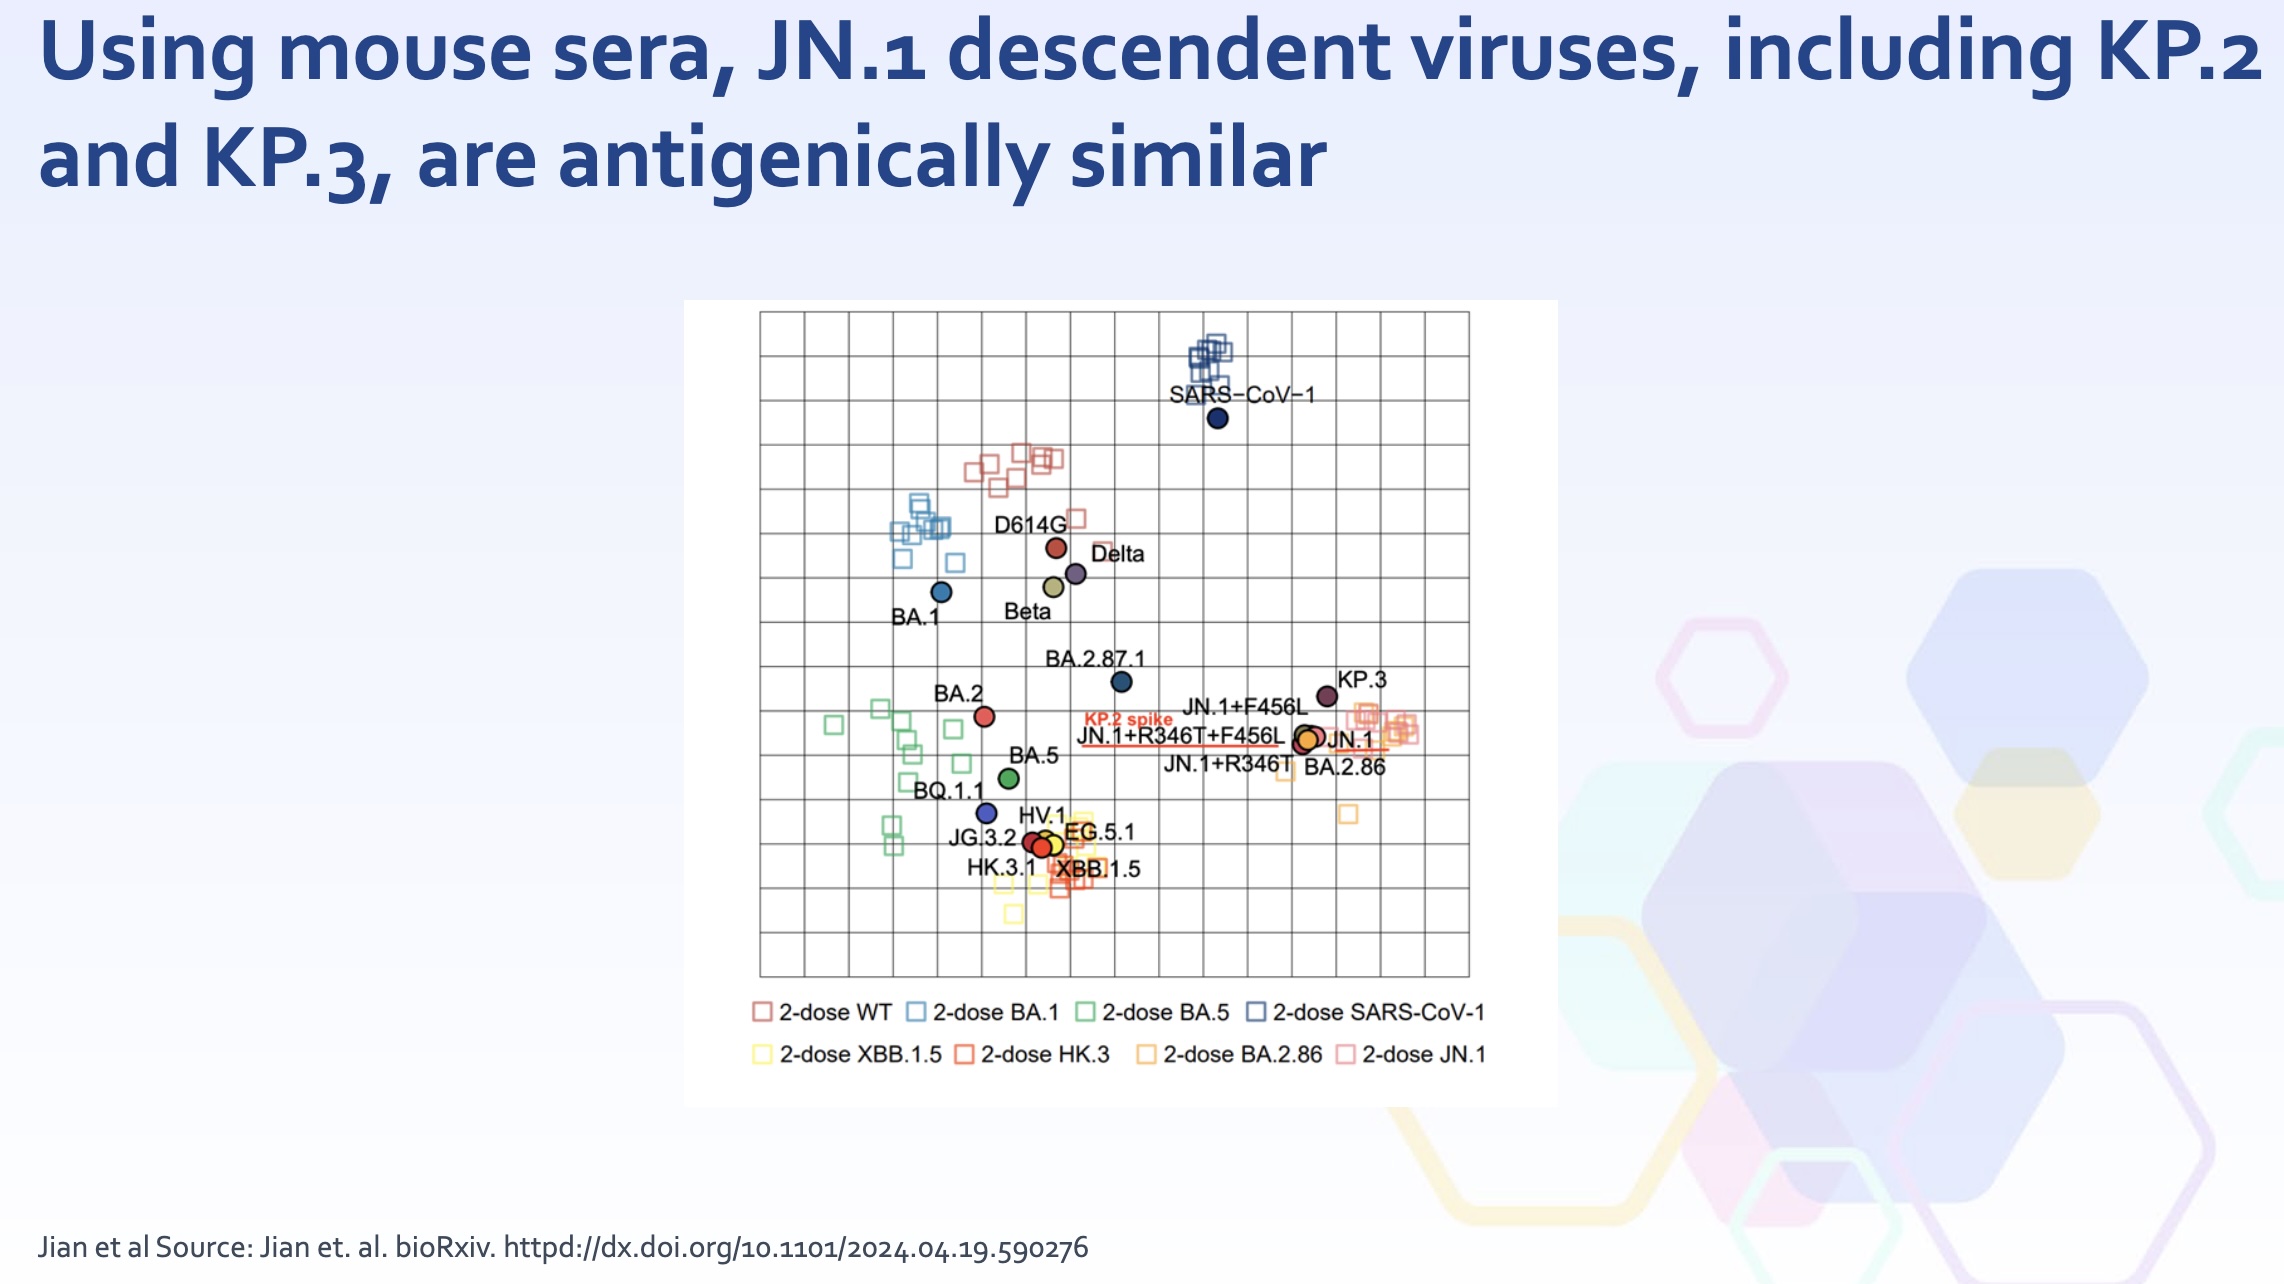 Using mouse sera, JN.1 descendent viruses, including KP.2
and KP.3, are antigenically similar
SARS−CoV−1
D614G
Delta
Beta
BA.1
BA.2.87.1
BA.2
KP.3
JN.1+F456L
KP.2 spike
JN.1+R346T+F456L
JN.1
JN.1+R346T
BA.2.86
BA.5
BQ.1.1
HV.1
EG.5.1
JG.3.2
HK.3.1
XBB.1.5
2-dose WT 2-dose BA.1 2-dose BA.5 2-dose SARS-CoV-1
2-dose XBB.1.5 2-dose HK.3 2-dose BA.2.86 2-dose JN.1
Jian et al Source: Jian et. al. bioRxiv. httpd://dx.doi.org/10.1101/2024.04.19.590276